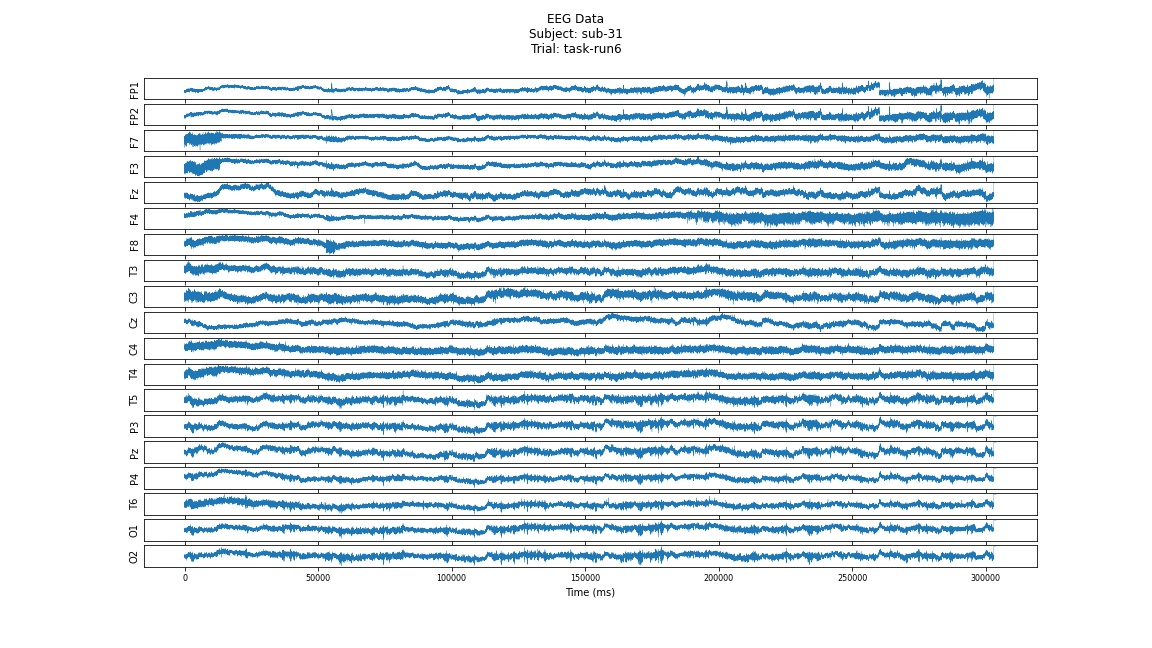 EEG Data
Subject: sub-31
Trial: task-run6
FP1
FP2
F7
F3
Fz
F4
F8
T3
C3
Cz
C4
T4
T5
P3
Pz
P4
T6
O1
O2
0 50000 100000 150000 200000 250000 300000
Time (ms)